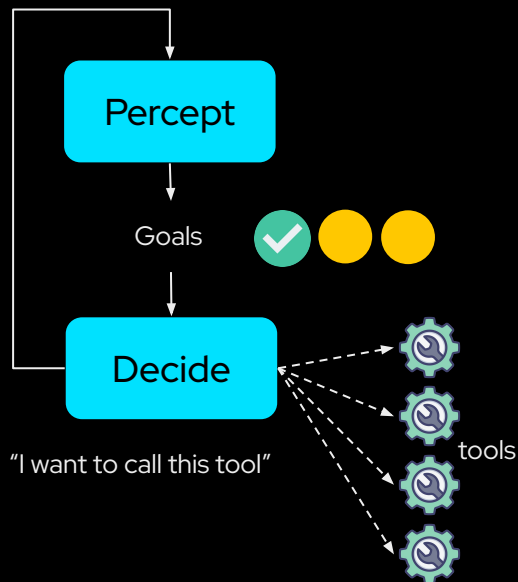 Percept
Goals
Decide
“I want to call this tool”
tools